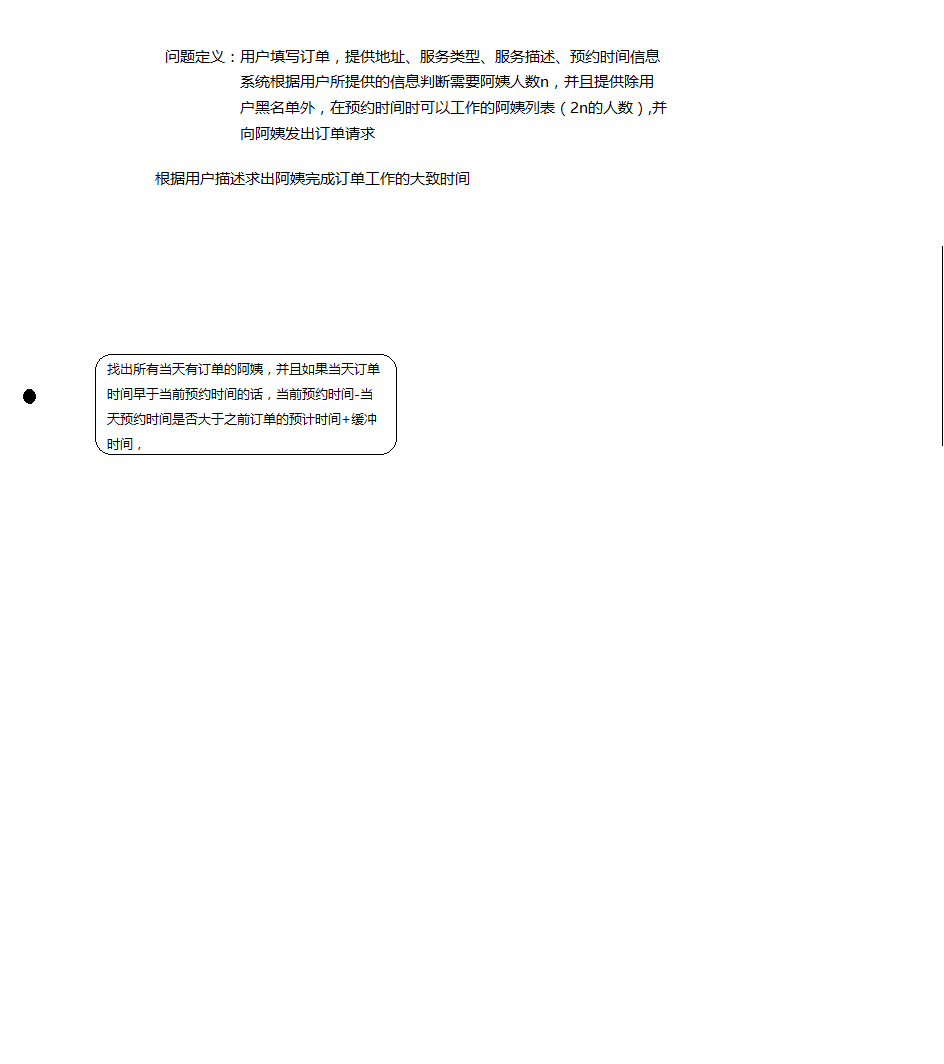 问题定义：用户填写订单，提供地址、服务类型、服务描述、预约时间信息
系统根据用户所提供的信息判断需要阿姨人数n，并且提供除用
户黑名单外，在预约时间时可以工作的阿姨列表（2n的人数）,并
向阿姨发出订单请求
根据用户描述求出阿姨完成订单工作的大致时间
找出所有当天有订单的阿姨，并且如果当天订单
时间早于当前预约时间的话，当前预约时间-当
天预约时间是否大于之前订单的预计时间+缓冲
时间，